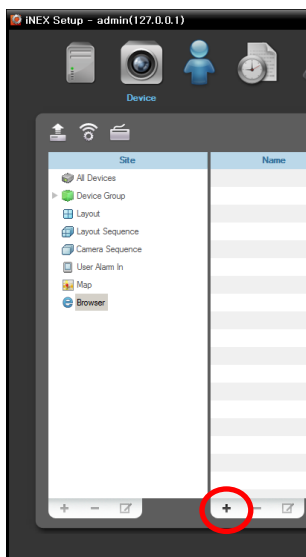 iNEX Setup - admin(127.0.0.1)
Device
Site
Name
All Devices
Device Group
Layout
Layout Sequence
Camera Sequence
User Alarm In
Map
Browser